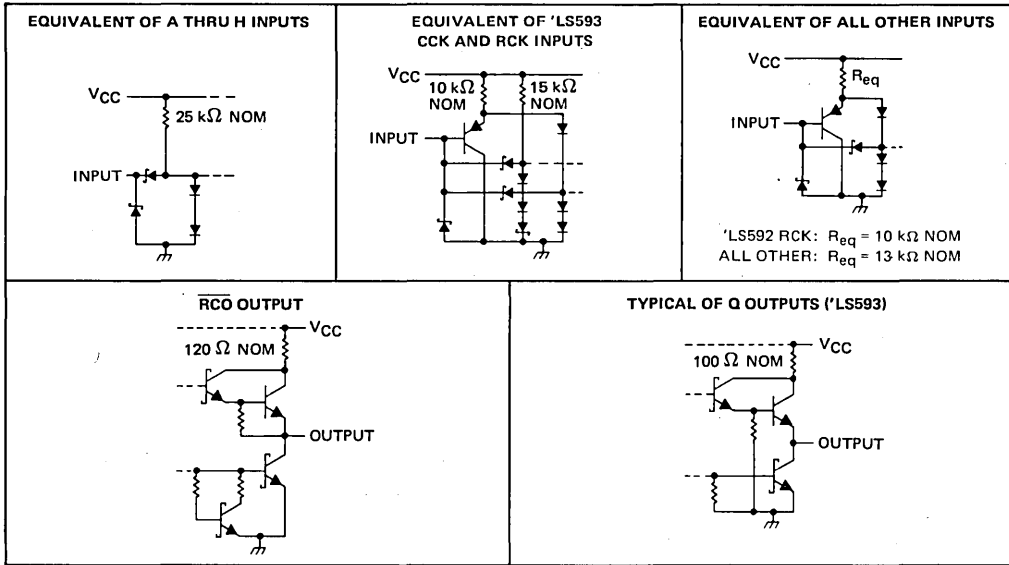 EQUIVALENT OF A THRU H INPUTS
VCC
25 kΩ NOM
INPUT
EQUIVALENT OF 'LS593
CCK AND RCK INPUTS
VCC
10 kΩ
NOM
15 kΩ
NOM
INPUT
EQUIVALENT OF ALL OTHER INPUTS
VCC
Req
INPUT
'LS592 RCK: Req = 10 kΩ NOM
ALL OTHER: Req = 13 kΩ NOM
RCO OUTPUT
VCC
120 Ω NOM
OUTPUT
TYPICAL OF Q OUTPUTS ('LS593)
VCC
100 Ω NOM
OUTPUT